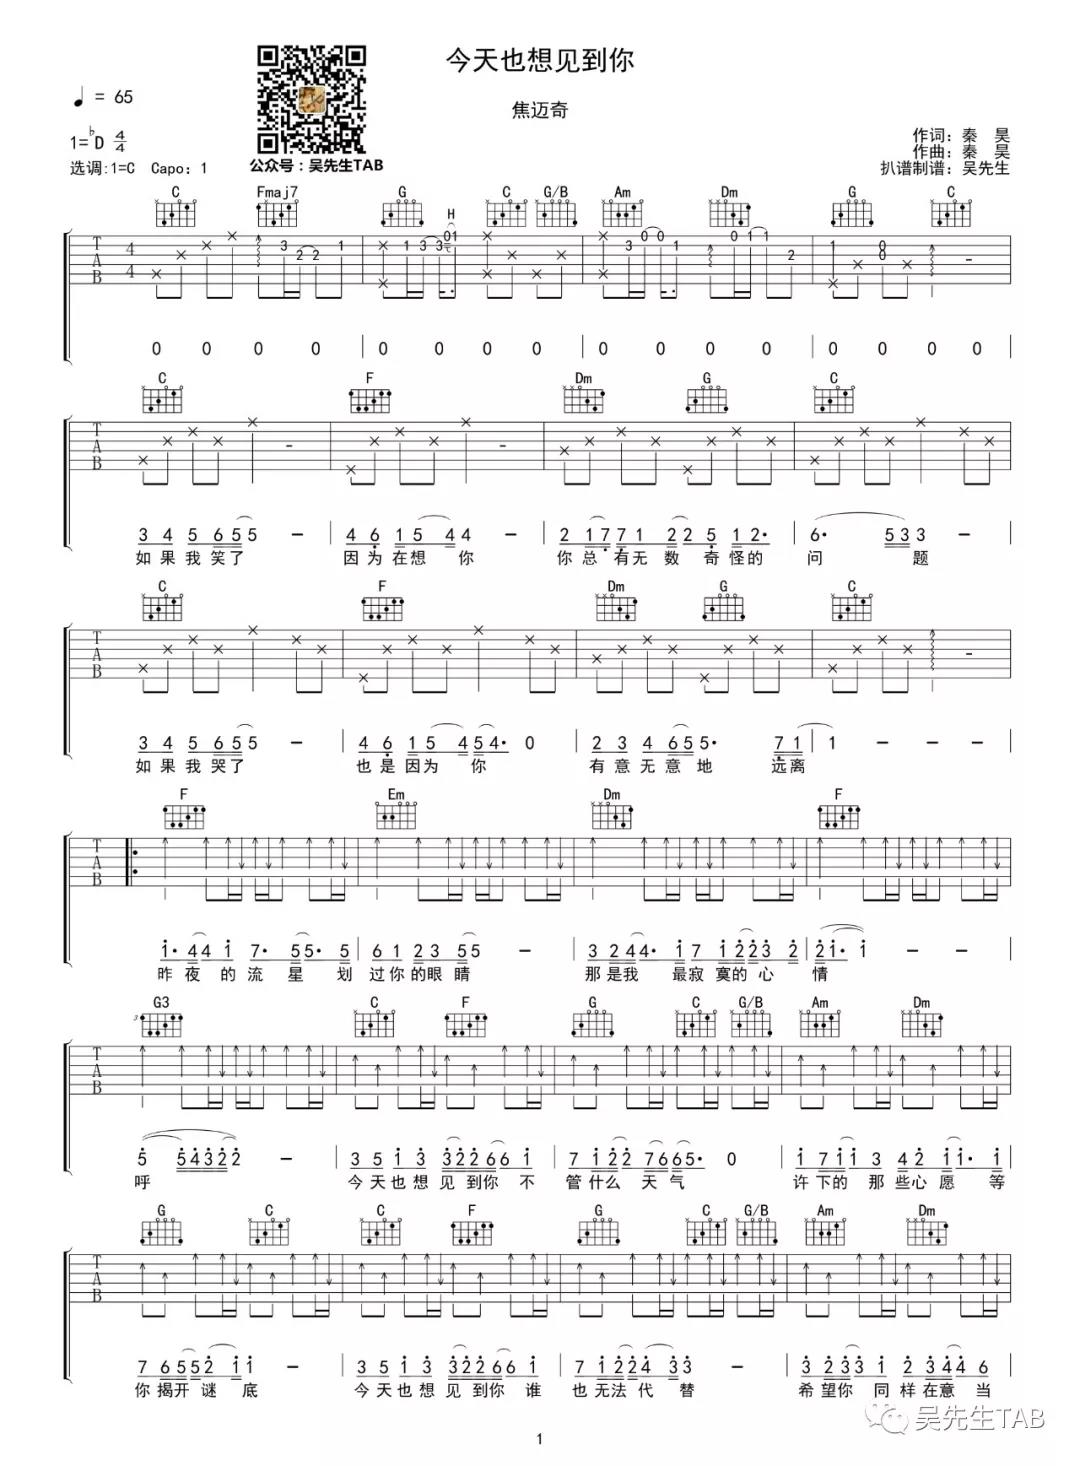 今天也想见到你
焦迈奇
♩ = 65
1=♭D 4/4
选调:1=C Capo: 1
公众号:吴先生TAB
作词:秦 昊
作曲:秦 昊
扒谱制谱:吴先生
C Fmaj7 G C G/B Am Dm G C
H
T A B
0 0 0 0 0 0 0 0 0 0 0 0 0 0 0 0
C F Dm G C
T A B
3 4 5 6 5 5 5 – 4 6 1 5 5 4 4 – 2 1 7 7 1 2 2 5 1 2· 6· 5 3 3 –
如果我笑了 因为在想你 你总有无数奇怪的问题
C F Dm G C
T A B
3 4 5 6 5 5 5 – 4 6 1 5 4 5 4· 0 2 3 4 6 5 5· 7 1 1 – – –
如果我哭了 也是因为你 有意无意地 远离
F Em Dm F
T A B
1· 4 4 1 7· 5 5· 5 6 1 2 3 5 5 – 3 2 4 4· 1 7 1 2 2 3 2 2 1· 1
昨夜的流星划过你的眼睛 那是我最寂寞的心情
G3 C F G C G/B Am Dm
3
T A B
5 5 4 3 2 2 – 3 5 1 3 3 2 2 6 6 1 7 1 2 2 7 6 6 5· 0 1 7 1 1 3 4 2 1 1· 1
呼 今天也想见到你不管什么天气 许下的那些心愿等
G C C F G C G/B Am Dm
T A B
7 6 5 5 2 1 1 – 3 5 1 3 3 2 2 6 6 1 7 1 2 2 4 3 3 – 3 2 3 3 1 2 3 4 4 6
你揭开谜底 今天也想见到你谁也无法代替 希望你同样在意当
吴先生TAB
1